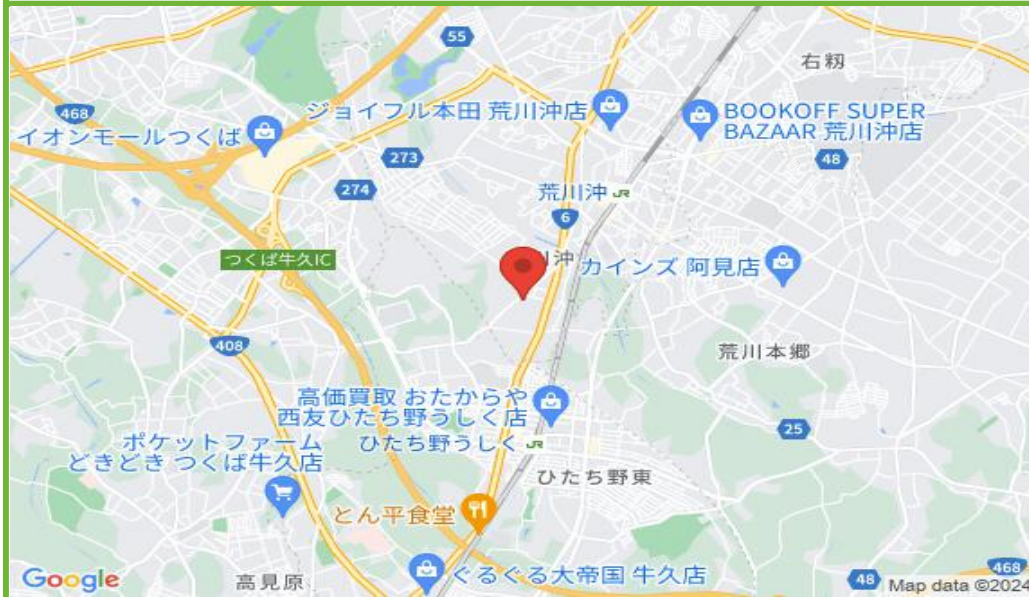 55
右籾
468
ジョイフル本田 荒川沖店
BOOKOFF SUPER
BAZAAR 荒川沖店
イオンモールつくば
273
48
274
荒川沖 JR
6
つくば牛久IC
川沖
カインズ 阿見店
408
荒川本郷
高価買取 おたからや
西友ひたち野うしく店
25
ポケットファーム
どきどき つくば牛久店
ひたち野うしく JR
ひたち野東
とん平食堂
高見原
ぐるぐる大帝国 牛久店
468
48
Google
Map data ©2024